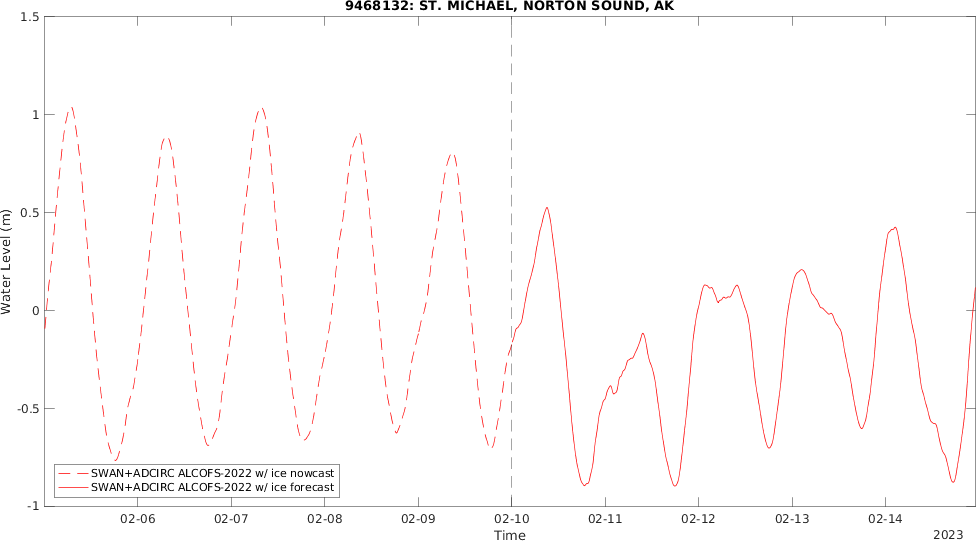 9468132: ST. MICHAEL, NORTON SOUND, AK
1.5
1
0.5
0
-0.5
-1
Water Level (m)
SWAN+ADCIRC ALCOFS-2022 w/ ice nowcast
SWAN+ADCIRC ALCOFS-2022 w/ ice forecast
02-06 02-07 02-08 02-09 02-10 02-11 02-12 02-13 02-14
Time
2023